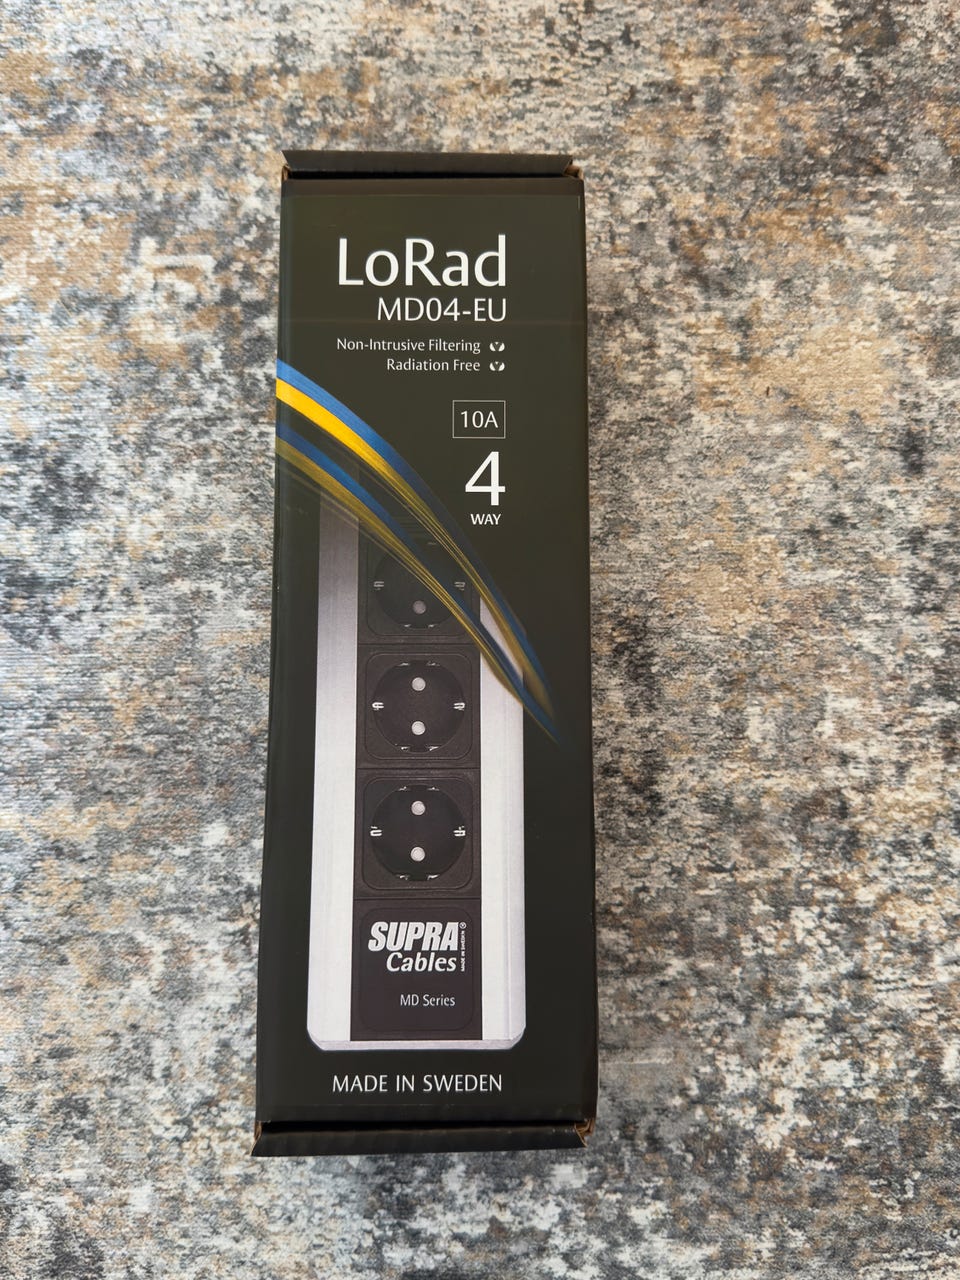 LoRad
MD04-EU
Non-Intrusive Filtering
Radiation Free
10A
4
WAY
SUPRA
Cables
MADE IN SWEDEN
MD Series
MADE IN SWEDEN